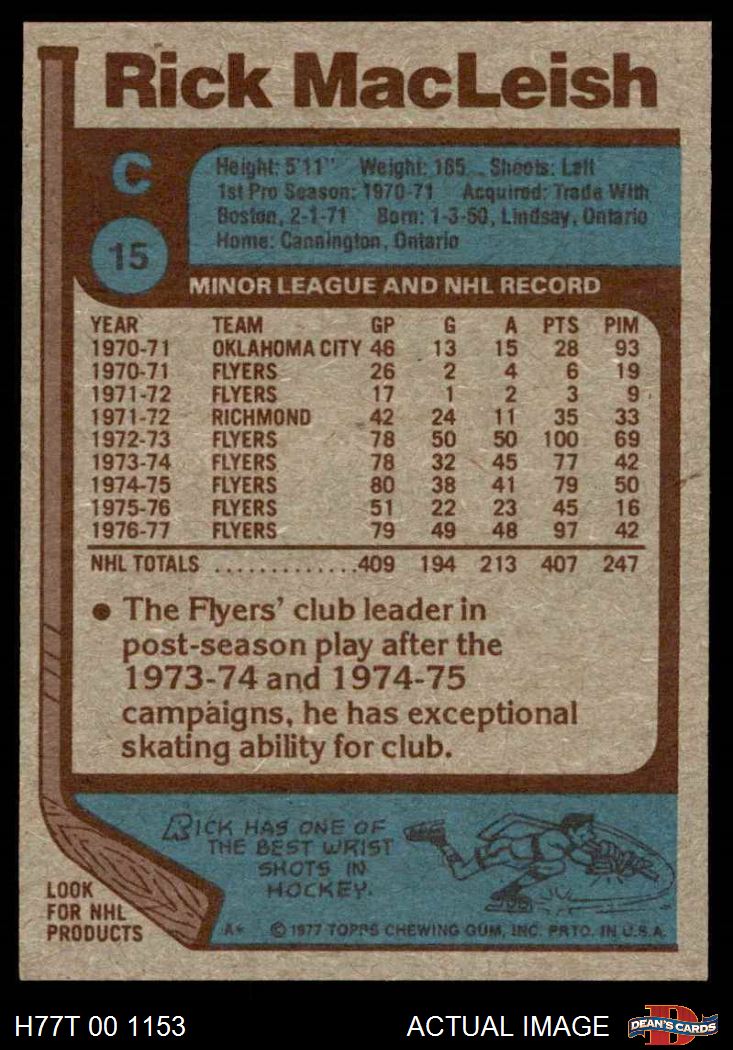 Rick MacLeish
C
15
Height: 5'11" Weight: 185 Shoots: Left
1st Pro Season: 1970-71 Acquired: Trade With
Boston, 2-1-71 Born: 1-3-50, Lindsay, Ontario
Home: Cannington, Ontario
MINOR LEAGUE AND NHL RECORD
YEAR TEAM GP G A PTS PIM
1970-71 OKLAHOMA CITY 46 13 15 28 93
1970-71 FLYERS 26 2 4 6 19
1971-72 FLYERS 17 1 2 3 9
1971-72 RICHMOND 42 24 11 35 33
1972-73 FLYERS 78 50 50 100 69
1973-74 FLYERS 78 32 45 77 42
1974-75 FLYERS 80 38 41 79 50
1975-76 FLYERS 51 22 23 45 16
1976-77 FLYERS 79 49 48 97 42
NHL TOTALS .............409 194 213 407 247
● The Flyers' club leader in
post-season play after the
1973-74 and 1974-75
campaigns, he has exceptional
skating ability for club.
RICK HAS ONE OF
THE BEST WRIST
SHOTS IN
HOCKEY.
LOOK
FOR NHL
PRODUCTS
A* © 1977 TOPPS CHEWING GUM, INC. PRTD. IN U.S.A.
H77T 00 1153 ACTUAL IMAGE
D
DEAN'S CARDS